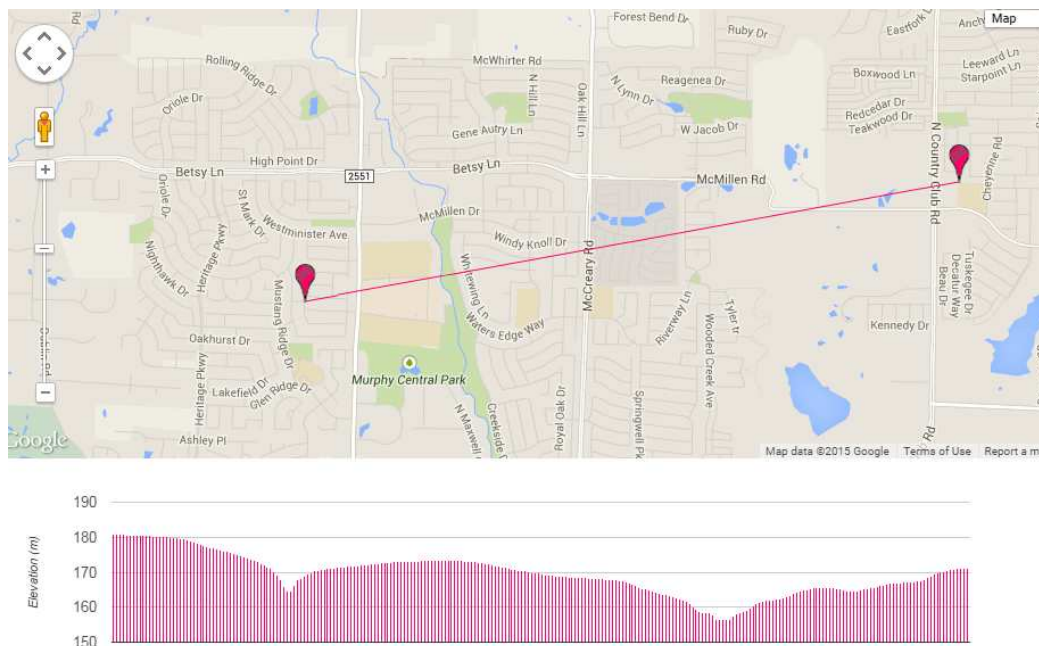 Rd
Forest Bend Dr
Ruby Dr
Eastfork
Anch
Map
Leeward Ln
Starpoint Ln
Rolling Ridge Dr
McWhirter Rd
N Hill Ln
Oak Hill Ln
N Lynn Dr
Reagenea Dr
Boxwood Ln
Oriole Dr
Redcedar Dr
Teakwood Dr
Gene Autry Ln
W Jacob Dr
N Country Club Rd
Cheyenne Rd
High Point Dr
Betsy Ln
2551
Betsy Ln
McMillen Rd
Oriole Dr
St Mark Dr
Heritage Pkwy
Westminister Ave
McMillen Dr
Windy Knoll Dr
McCreary Rd
Nighthawk Dr
Mustang Ridge Dr
Whitewing Ln
Waters Edge Way
Riverway Ln
Tyler tr
Wooded Creek Ave
Tuskegee Dr
Decatur Way
Beau Dr
Kennedy Dr
Oakhurst Dr
Heritage Pkwy
Lakefield Dr
Glen Ridge Dr
Murphy Central Park
N Maxwell
Creekside
Royal Oak Dr
Springwell Pk
Ashley Pl
Rd
Google
Map data ©2015 Google
Terms of Use
Report a m
190
180
170
160
150
Elevation (m)